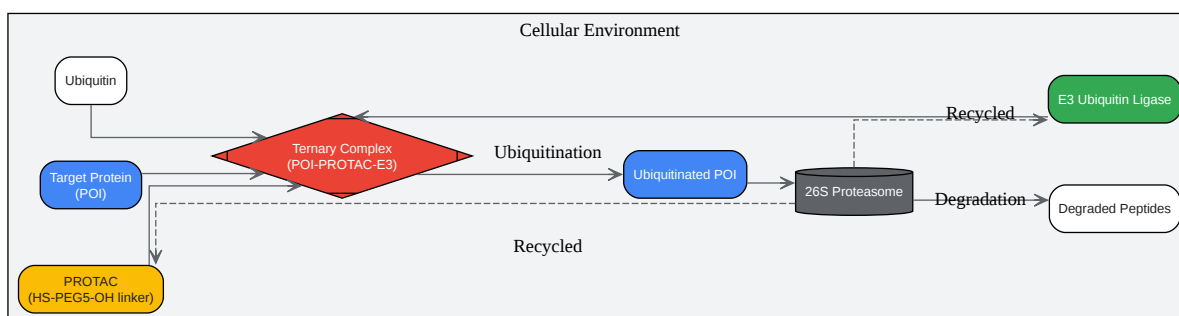 Cellular Environment
Ubiquitin
E3 Ubiquitin Ligase
Recycled
Ternary Complex
(POI-PROTAC-E3)
Ubiquitination
Target Protein
(POI)
Ubiquitinated POI
26S Proteasome
Degradation
Degraded Peptides
Recycled
PROTAC
(HS-PEG5-OH linker)